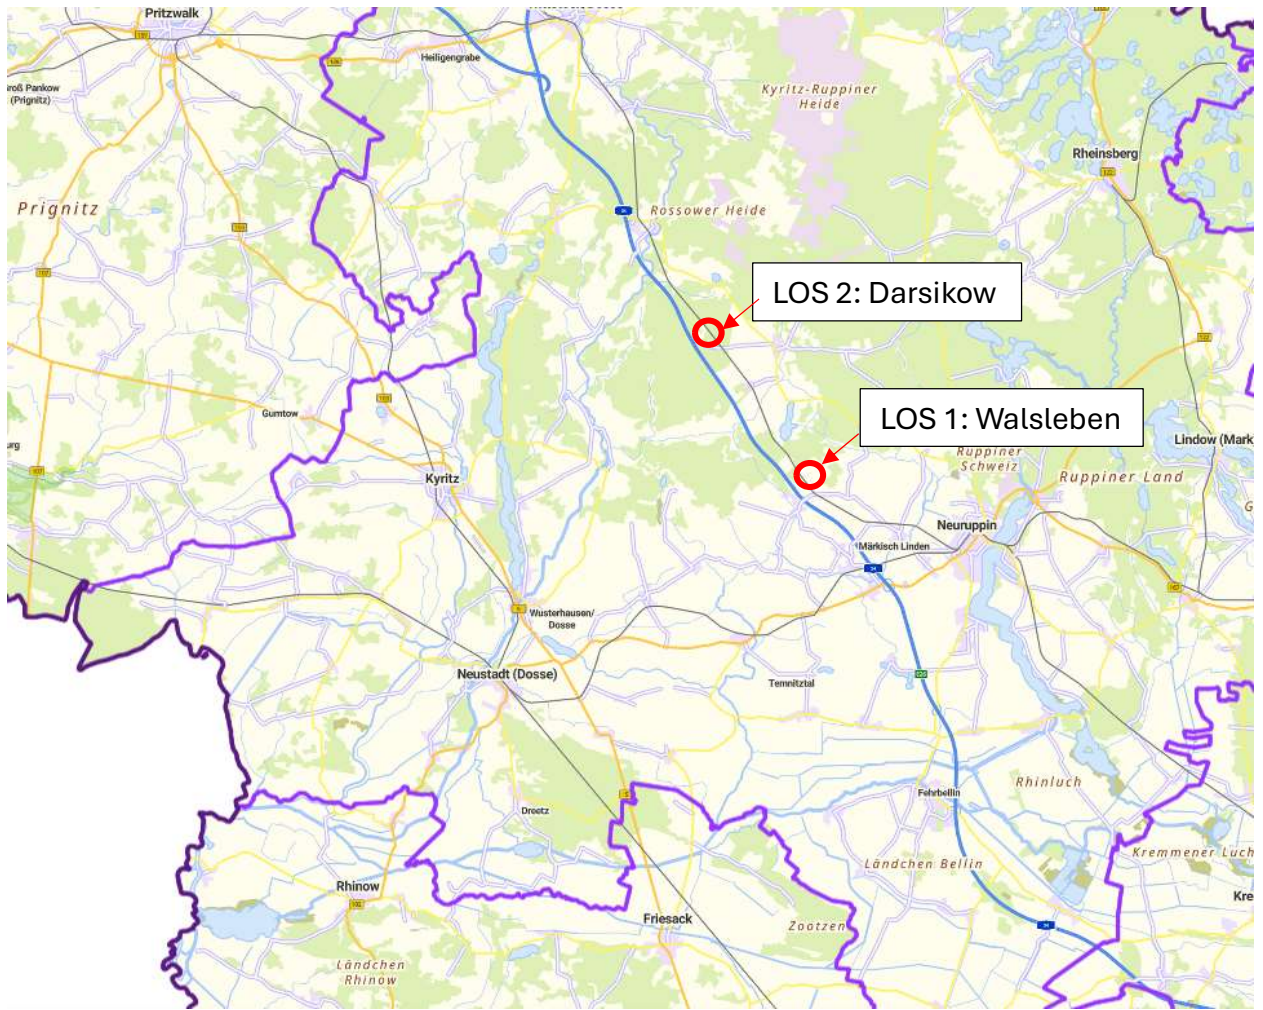 Pritzwalk
Heiligengrabe
Groß Pankow
(Prignitz)
Kyritz-Ruppiner
Heide
Rheinsberg
Prignitz
Rossower Heide
LOS 2: Darsikow
Gumtow
LOS 1: Walsleben
Lindow (Mark
Ruppiner
Schweiz
Ruppiner Land
Kyritz
Neuruppin
Märkisch Linden
Wusterhausen/
Dosse
Neustadt (Dosse)
Temnitztal
Rhinluch
Fehrbellin
Dreetz
Kremmener Luch
Ländchen Bellin
Rhinow
Kre
Friesack
Zootzen
Ländchen
Rhinow